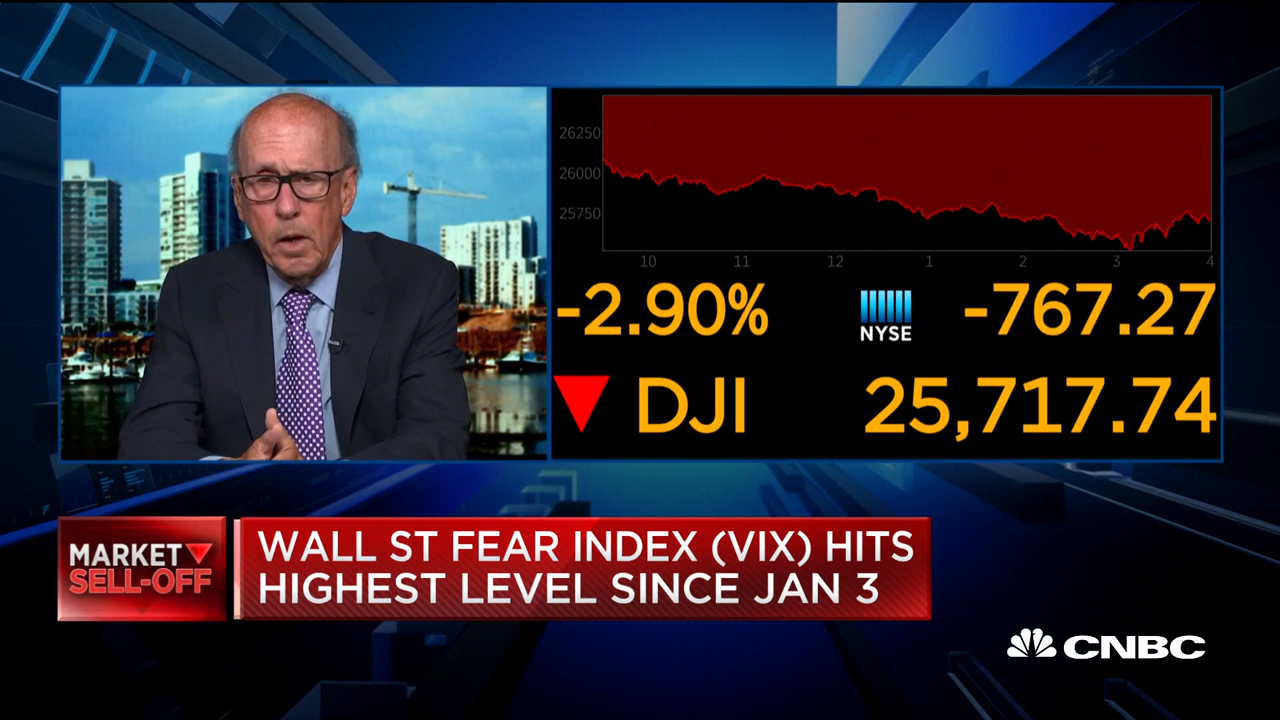 26250
26000
25750
10 11 12 1 2 3 4
-2.90% NYSE -767.27
DJI 25,717.74
MARKET
SELL-OFF
WALL ST FEAR INDEX (VIX) HITS
HIGHEST LEVEL SINCE JAN 3
CNBC